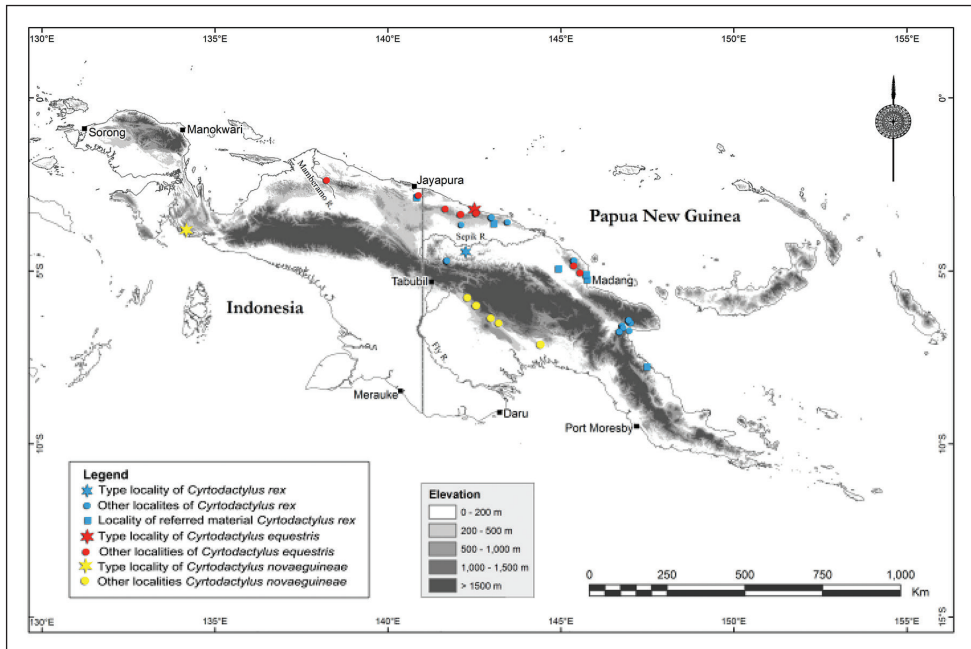 130°E 135°E 140°E 145°E 150°E 155°E
0°
Sorong
Manokwari
Mamberamo R.
Jayapura
Papua New Guinea
Sepik R.
Madang
5°S
5°S
Tabubil
Indonesia
Fly R.
Merauke
Daru
Port Moresby
10°S
10°S
Legend
Type locality of Cyrtodactylus rex
Other localites of Cyrtodactylus rex
Locality of referred material Cyrtodactylus rex
Type locality of Cyrtodactylus equestris
Other localities of Cyrtodactylus equestris
Type locality of Cyrtodactylus novaeguineae
Other localities Cyrtodactylus novaeguineae
Elevation
0 - 200 m
200 - 500 m
500 - 1,000 m
1,000 - 1,500 m
> 1500 m
0 250 500 750 1,000
Km
15°S
130°E 135°E 140°E 145°E 150°E 155°E